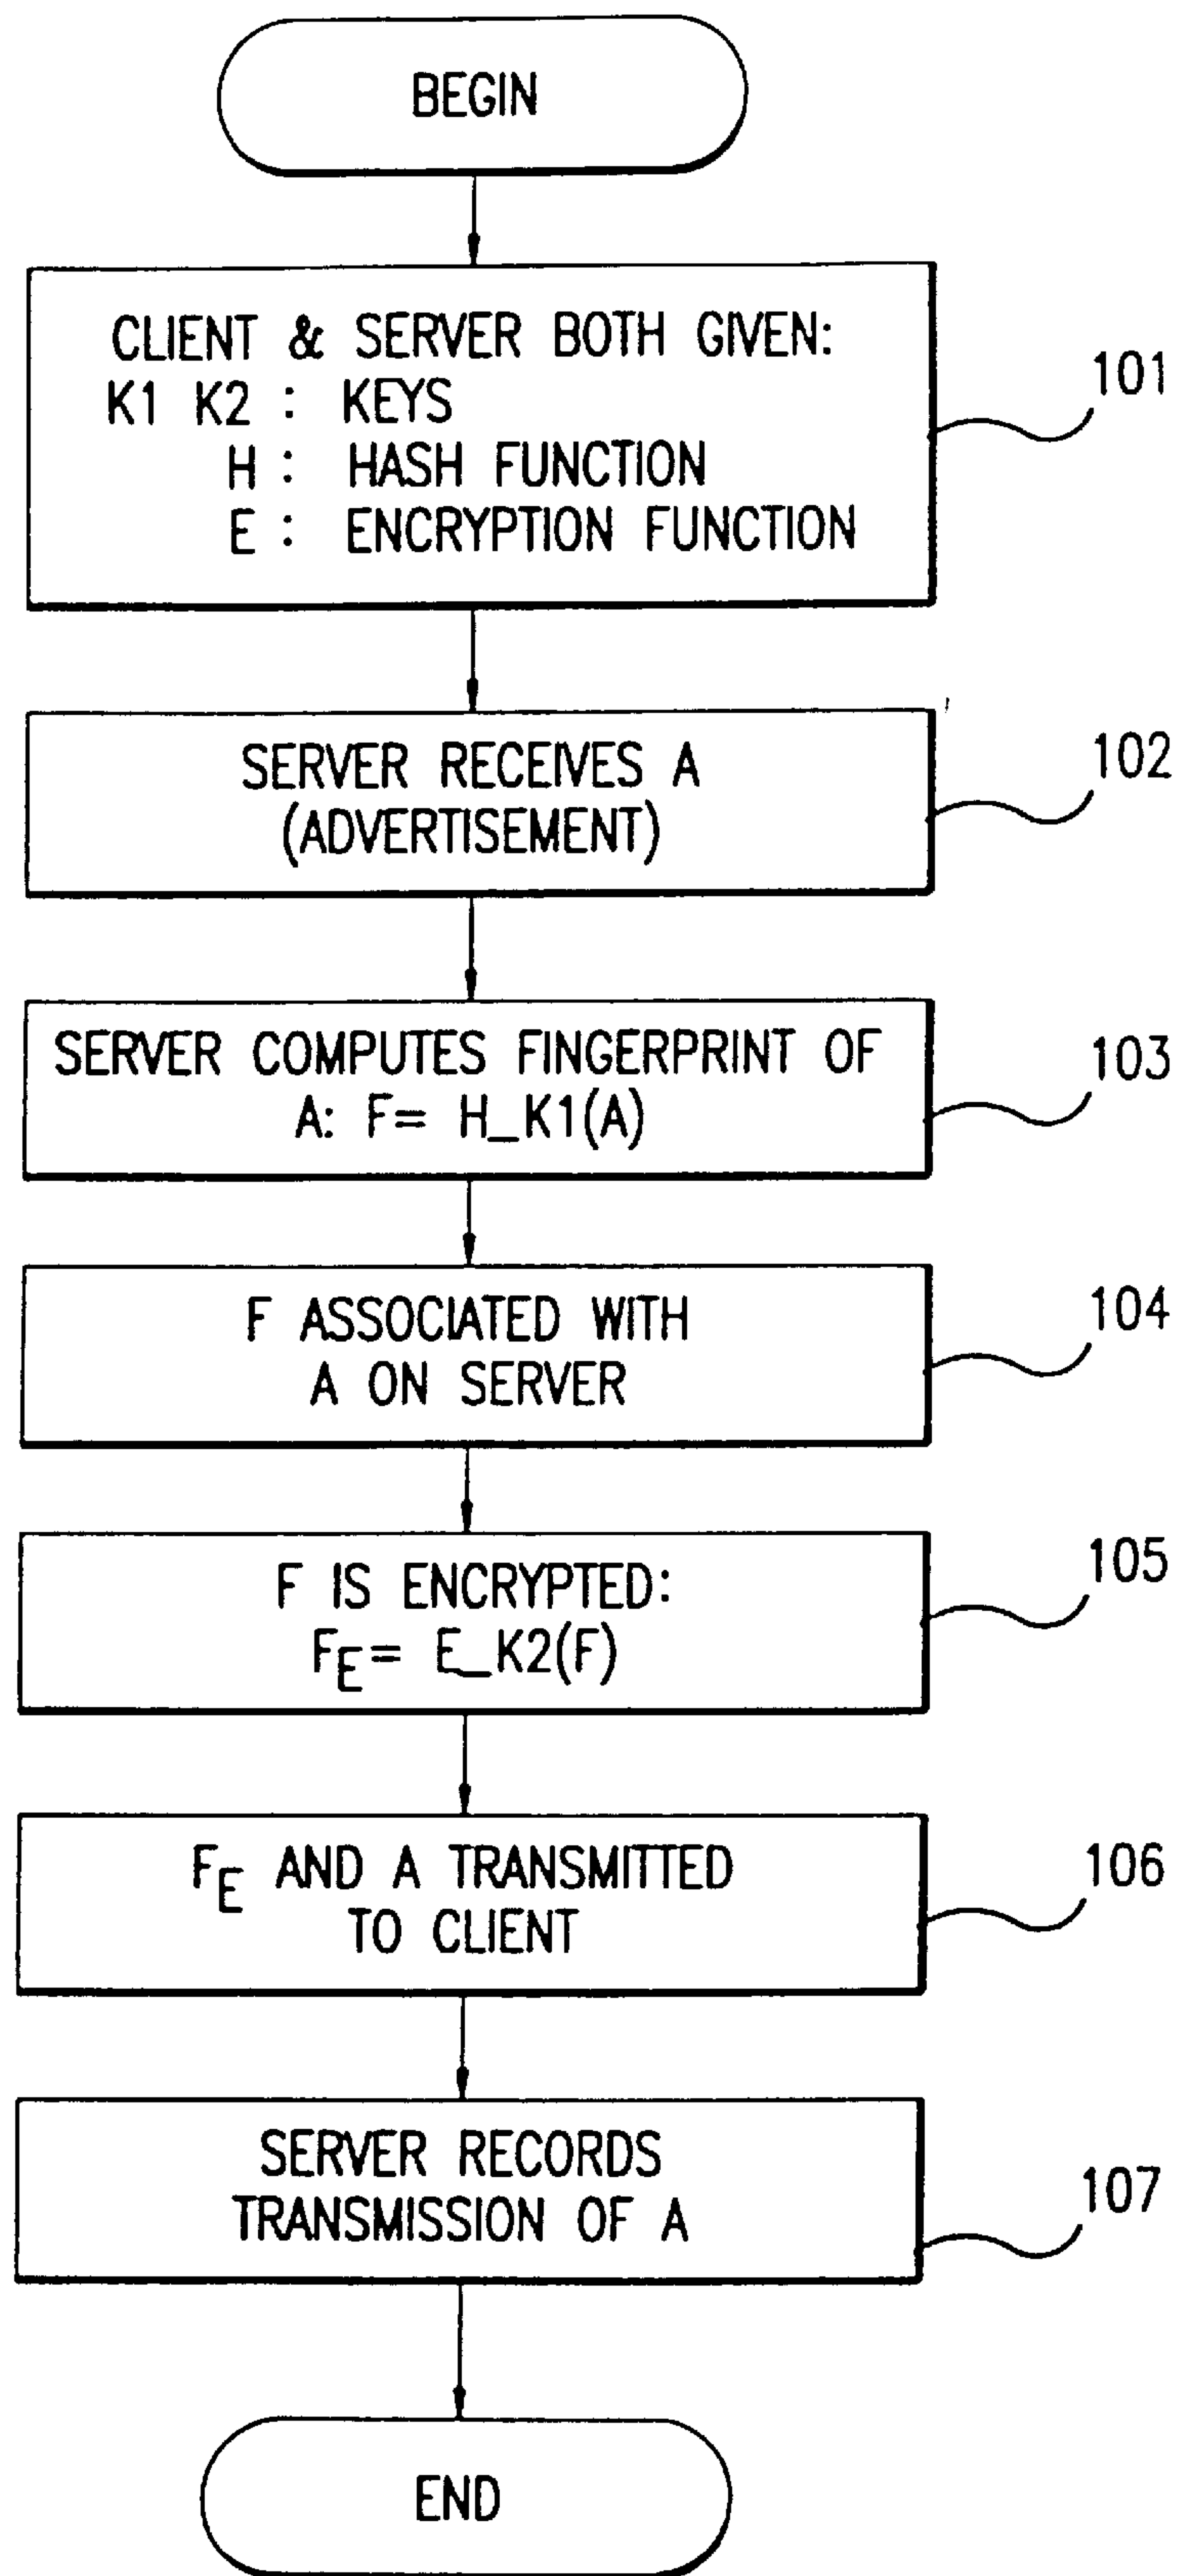 BEGIN
CLIENT & SERVER BOTH GIVEN:
K1 K2 : KEYS
H : HASH FUNCTION
E : ENCRYPTION FUNCTION
101
SERVER RECEIVES A
(ADVERTISEMENT)
102
SERVER COMPUTES FINGERPRINT OF
A: F= H_K1(A)
103
F ASSOCIATED WITH
A ON SERVER
104
F IS ENCRYPTED:
FE= E_K2(F)
105
FE AND A TRANSMITTED
TO CLIENT
106
SERVER RECORDS
TRANSMISSION OF A
107
END